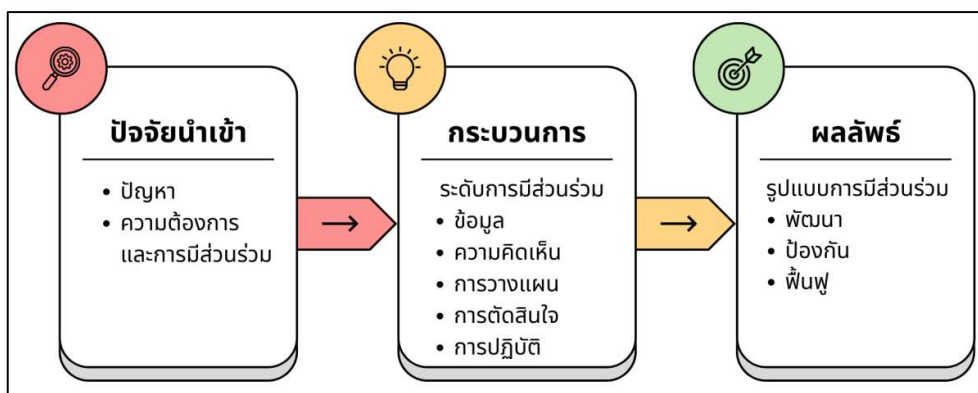 ปัจจัยนำเข้า
• ปัญหา
• ความต้องการ
และการมีส่วนร่วม
กระบวนการ
ระดับการมีส่วนร่วม
• ข้อมูล
• ความคิดเห็น
• การวางแผน
• การตัดสินใจ
• การปฏิบัติ
ผลลัพธ์
รูปแบบการมีส่วนร่วม
• พัฒนา
• ป้องกัน
• ฟื้นฟู